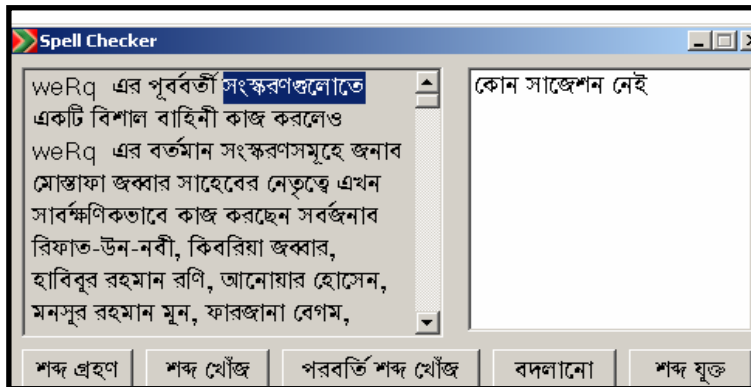 Spell Checker
weRq এর পূর্ববর্তী সংস্করণগুলোতে
একটি বিশাল বাহিনী কাজ করলেও
weRq এর বর্তমান সংস্করণসমূহে জনাব
মোস্তাফা জব্বার সাহেবের নেতৃত্বে এখন
সার্বক্ষণিকভাবে কাজ করছেন সর্বজনাব
রিফাত-উন-নবী, কিবরিয়া জব্বার,
হাবিবুর রহমান রণি, আনোয়ার হোসেন,
মনসুর রহমান মুন, ফারজানা বেগম,
কোন সাজেশন নেই
শব্দ গ্রহণ শব্দ খোঁজ পরবর্তি শব্দ খোঁজ বদলানো শব্দ যুক্ত